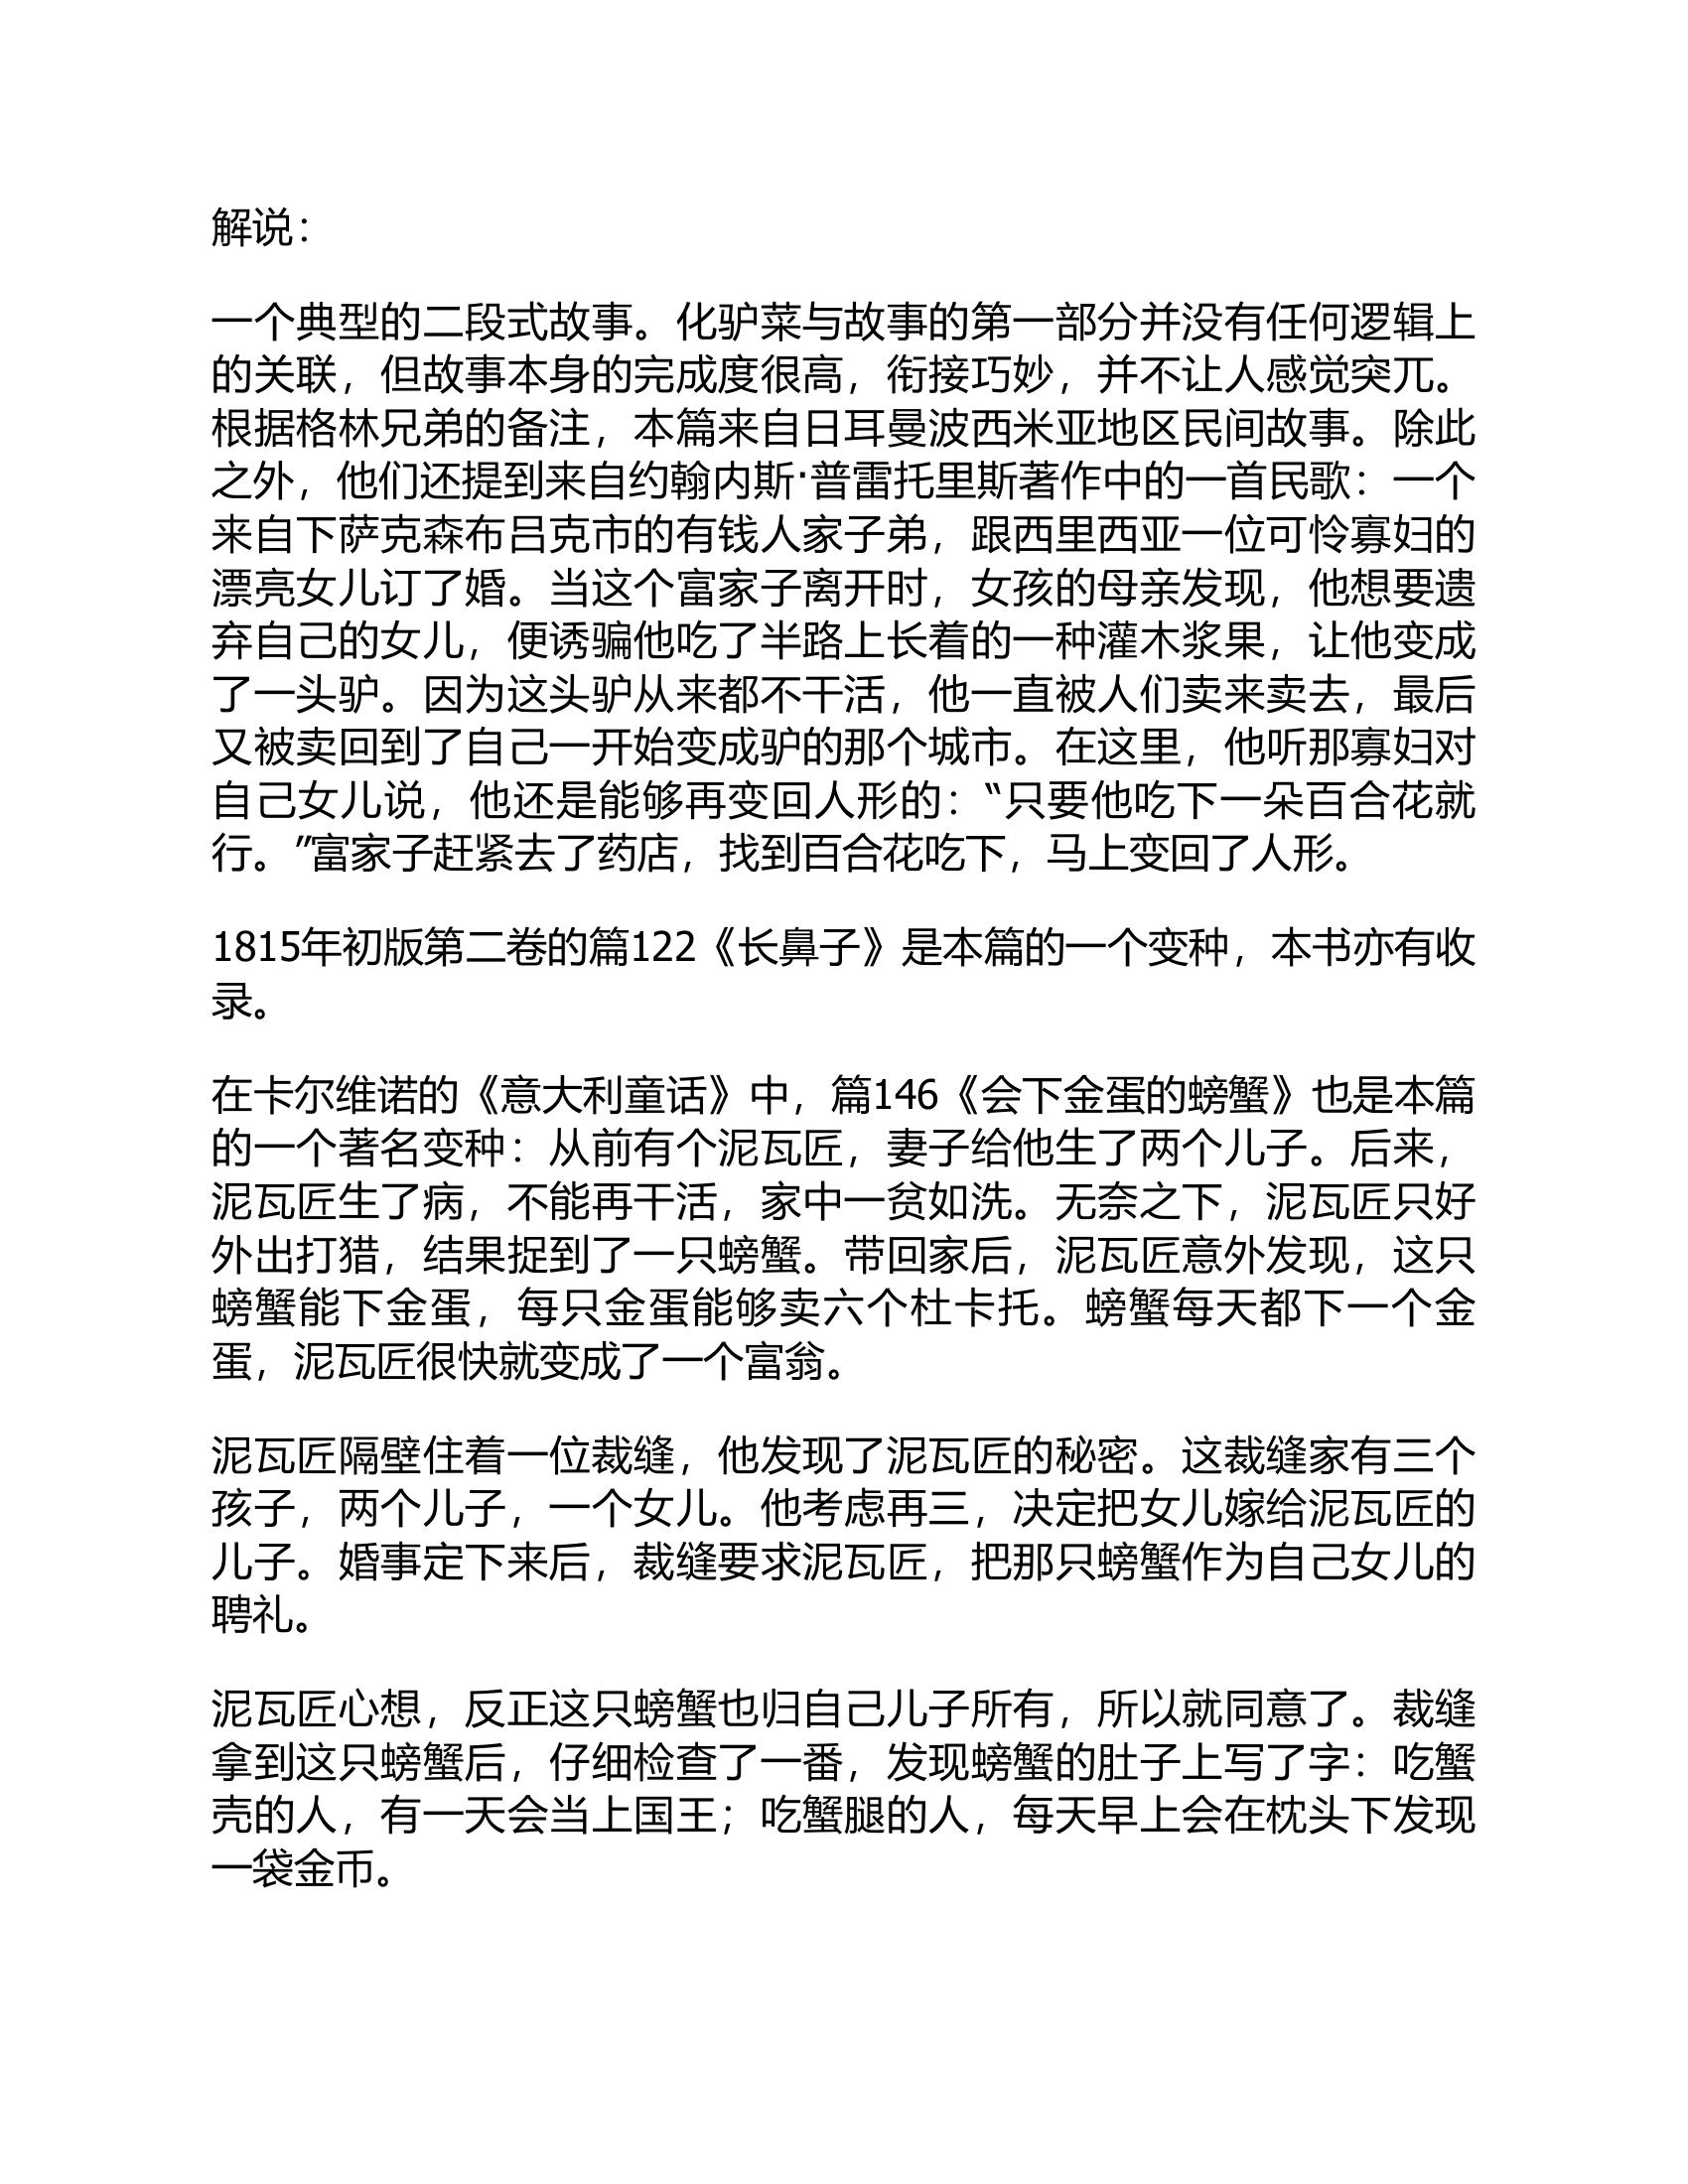 解说：
一个典型的二段式故事。化驴菜与故事的第一部分并没有任何逻辑上
的关联，但故事本身的完成度很高，衔接巧妙，并不让人感觉突兀。
根据格林兄弟的备注，本篇来自日耳曼波西米亚地区民间故事。除此
之外，他们还提到来自约翰内斯·普雷托里斯著作中的一首民歌：一个
来自下萨克森布吕克市的有钱人家子弟，跟西里西亚一位可怜寡妇的
漂亮女儿订了婚。当这个富家子离开时，女孩的母亲发现，他想要遗
弃自己的女儿，便诱骗他吃了半路上长着的一种灌木浆果，让他变成
了一头驴。因为这头驴从来都不干活，他一直被人们卖来卖去，最后
又被卖回到了自己一开始变成驴的那个城市。在这里，他听那寡妇对
自己女儿说，他还是能够再变回人形的：“只要他吃下一朵百合花就
行。”富家子赶紧去了药店，找到百合花吃下，马上变回了人形。
1815年初版第二卷的篇122《长鼻子》是本篇的一个变种，本书亦有收
录。
在卡尔维诺的《意大利童话》中，篇146《会下金蛋的螃蟹》也是本篇
的一个著名变种：从前有个泥瓦匠，妻子给他生了两个儿子。后来，
泥瓦匠生了病，不能再干活，家中一贫如洗。无奈之下，泥瓦匠只好
外出打猎，结果捉到了一只螃蟹。带回家后，泥瓦匠意外发现，这只
螃蟹能下金蛋，每只金蛋能够卖六个杜卡托。螃蟹每天都下一个金
蛋，泥瓦匠很快就变成了一个富翁。
泥瓦匠隔壁住着一位裁缝，他发现了泥瓦匠的秘密。这裁缝家有三个
孩子，两个儿子，一个女儿。他考虑再三，决定把女儿嫁给泥瓦匠的
儿子。婚事定下来后，裁缝要求泥瓦匠，把那只螃蟹作为自己女儿的
聘礼。
泥瓦匠心想，反正这只螃蟹也归自己儿子所有，所以就同意了。裁缝
拿到这只螃蟹后，仔细检查了一番，发现螃蟹的肚子上写了字：吃蟹
壳的人，有一天会当上国王；吃蟹腿的人，每天早上会在枕头下发现
一袋金币。